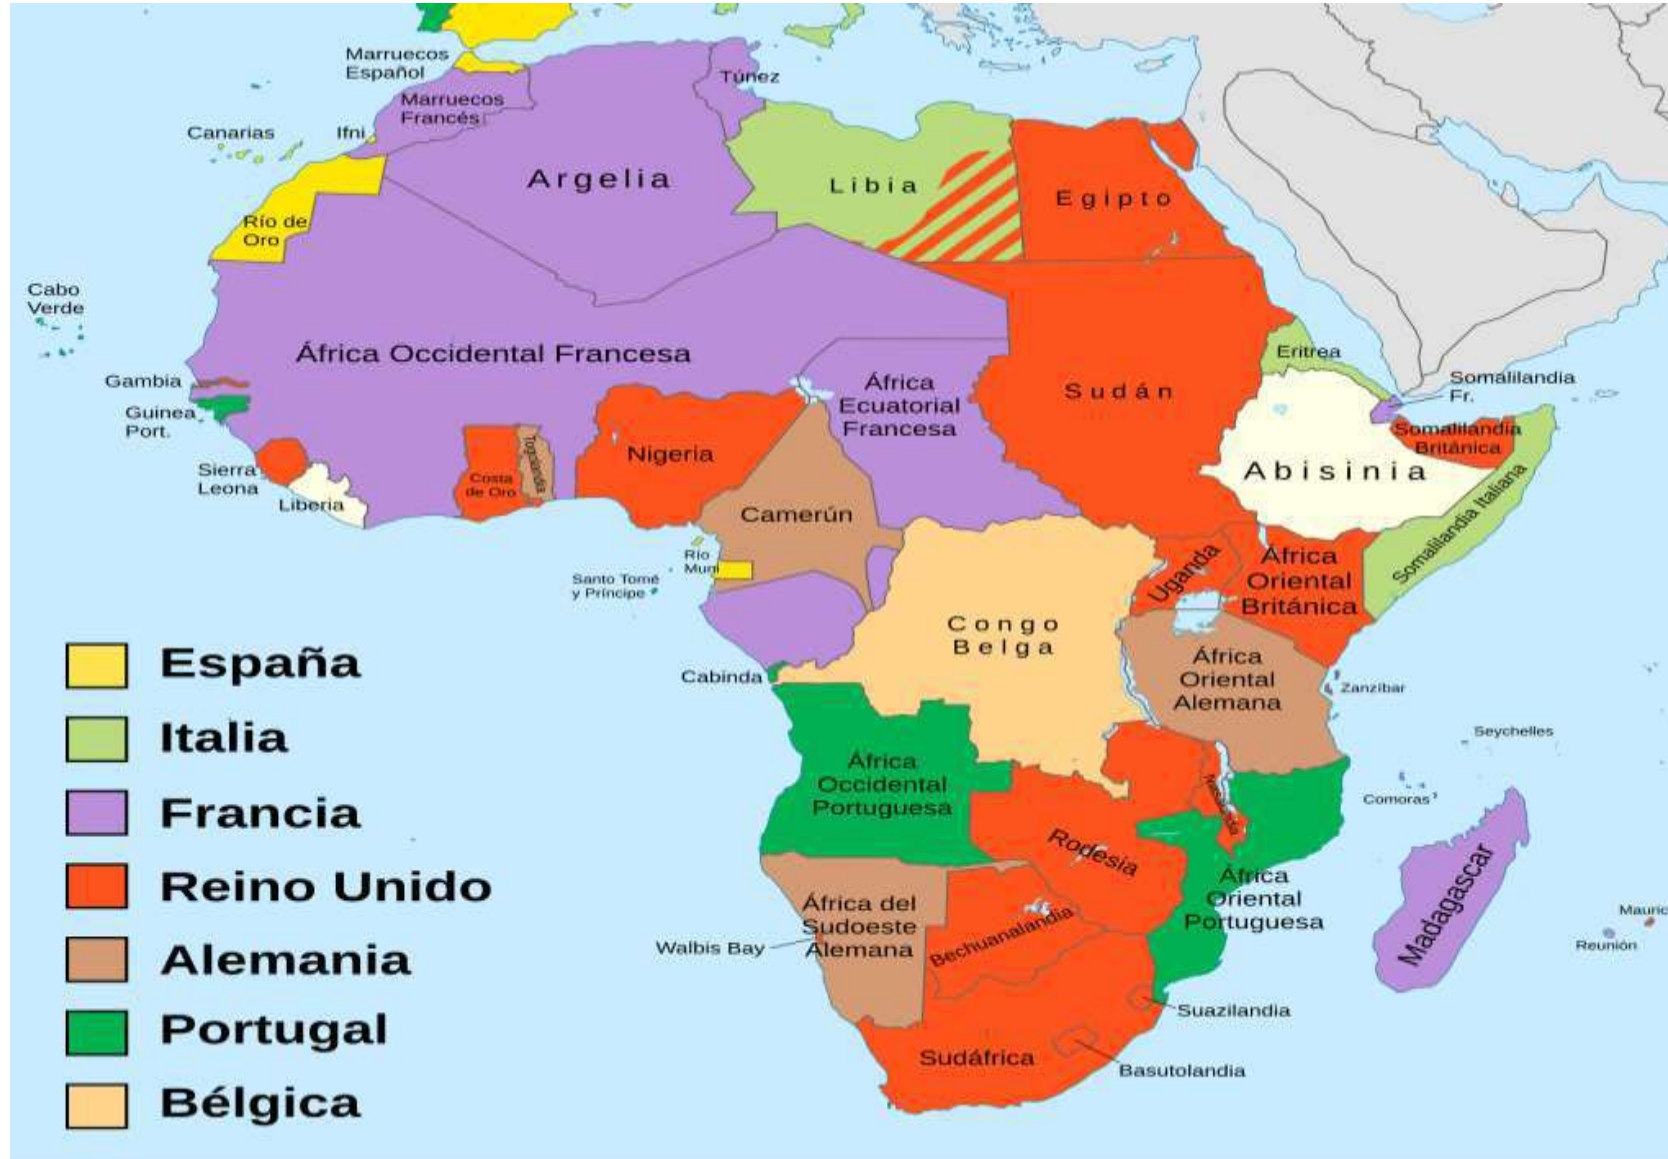 Marruecos
Español
Túnez
Marruecos
Francés
Canarias
Ifni
Argelia
Libia
Egipto
Río de
Oro
Cabo
Verde
África Occidental Francesa
Eritrea
Gambia
África
Ecuatorial
Francesa
Sudán
Somalilandia
Fr.
Guinea
Port.
Somalilandia
Británica
Nigeria
Sierra
Leona
Costa
de Oro
Togolandia
Abisinia
Liberia
Camerún
Somalilandia Italiana
Río
Muni
Santo Tomé
y Príncipe
Uganda
África
Oriental
Británica
Congo
Belga
España
África
Oriental
Alemana
Cabinda
Zanzíbar
Italia
Seychelles
África
Occidental
Portuguesa
Comoras
Francia
Rodesia
Madagascar
Reino Unido
África
Oriental
Portuguesa
África del
Sudoeste
Alemana
Bechuanalandia
Walbis Bay
Reunión
Alemania
Suazilandia
Portugal
Sudáfrica
Basutolandia
Bélgica